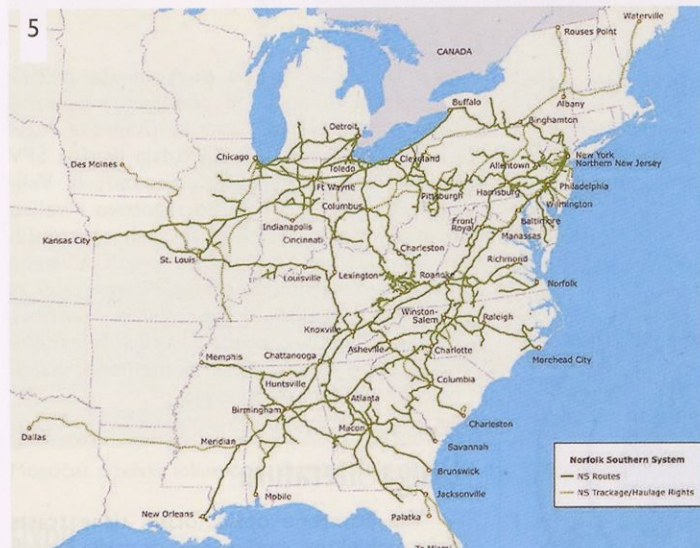 5
Waterville
Rouses Point
CANADA
Buffalo
Albany
Binghamton
Detroit
Chicago
Toledo
Cleveland
Allentown
New York
Northern New Jersey
Des Moines
Ft Wayne
Pittsburgh
Harrisburg
Philadelphia
Columbus
Wilmington
Indianapolis
Front
Royal
Baltimore
Cincinnati
Manassas
Kansas City
Charleston
St. Louis
Richmond
Louisville
Lexington
Roanoke
Norfolk
Winston-
Salem
Raleigh
Knoxville
Asheville
Charlotte
Morehead City
Memphis
Chattanooga
Huntsville
Columbia
Atlanta
Birmingham
Charleston
Macon
Dallas
Meridian
Savannah
Brunswick
Mobile
Jacksonville
New Orleans
Palatka
To Miami
Norfolk Southern System
NS Routes
NS Trackage/Haulage Rights